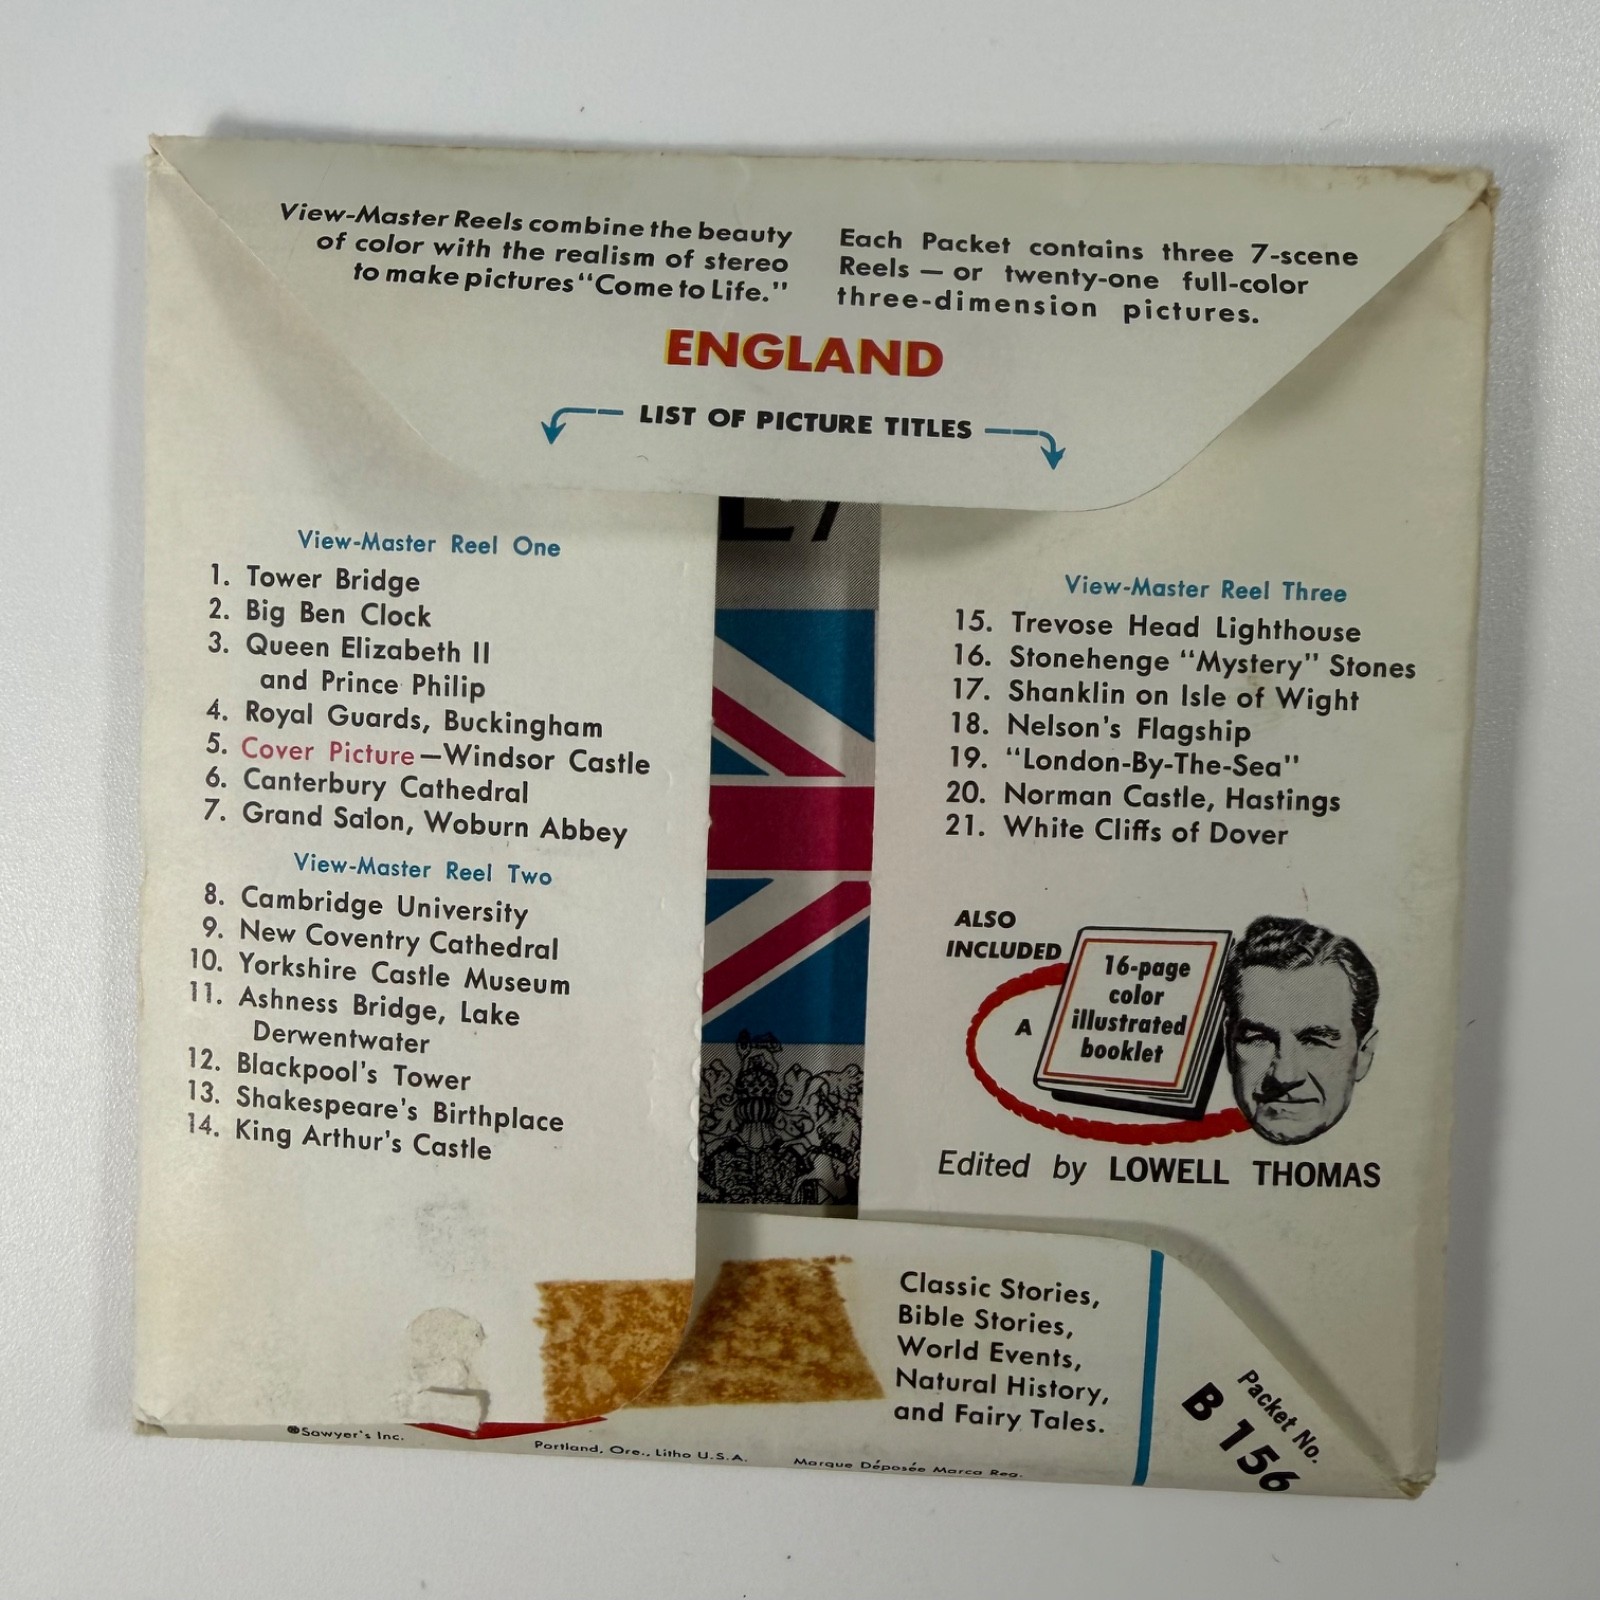 View-Master Reels combine the beauty
of color with the realism of stereo
to make pictures "Come to Life."
Each Packet contains three 7-scene
Reels — or twenty-one full-color
three-dimension pictures.
ENGLAND
LIST OF PICTURE TITLES
View-Master Reel One
1. Tower Bridge
2. Big Ben Clock
3. Queen Elizabeth II
and Prince Philip
4. Royal Guards, Buckingham
5. Cover Picture—Windsor Castle
6. Canterbury Cathedral
7. Grand Salon, Woburn Abbey
View-Master Reel Two
8. Cambridge University
9. New Coventry Cathedral
10. Yorkshire Castle Museum
11. Ashness Bridge, Lake
Derwentwater
12. Blackpool's Tower
13. Shakespeare's Birthplace
14. King Arthur's Castle
View-Master Reel Three
15. Trevose Head Lighthouse
16. Stonehenge "Mystery" Stones
17. Shanklin on Isle of Wight
18. Nelson's Flagship
19. "London-By-The-Sea"
20. Norman Castle, Hastings
21. White Cliffs of Dover
ALSO
INCLUDED
A
16-page
color
illustrated
booklet
Edited by LOWELL THOMAS
Classic Stories,
Bible Stories,
World Events,
Natural History,
and Fairy Tales.
Packet No.
B 156
®Sawyer's Inc.
Portland, Ore., Litho U.S.A.
Marque Déposée Marca Reg.